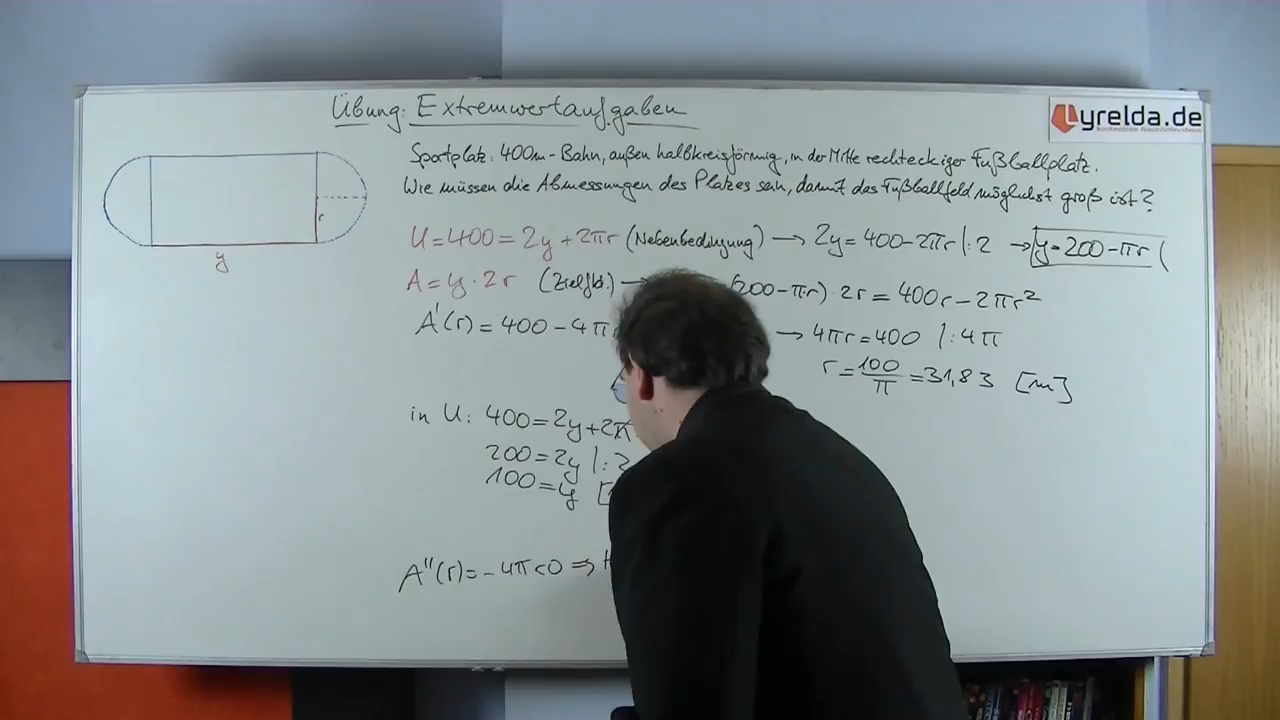 Übung: Extremwertaufgaben
Lyrelda.de
kostenlose Nachhilfevideos
Sportplatz: 400m-Bahn, außen halbkreisförmig, in der Mitte rechteckiger Fußballplatz.
Wie müssen die Abmessungen des Platzes sein, damit das Fußballfeld möglichst groß ist?
r
y
U=400=2y+2πr (Nebenbedingung) → 2y=400-2πr |:2 → y=200-πr (
A=y·2r (Zielfkt.) → (200-πr)·2r=400r-2πr²
A'(r)=400-4πr → 4πr=400 |:4π
r=100/π=31,83 [m]
in U: 400=2y+2π
200=2y |:2
100=y [
A''(r)=-4π<0 ⇒ H